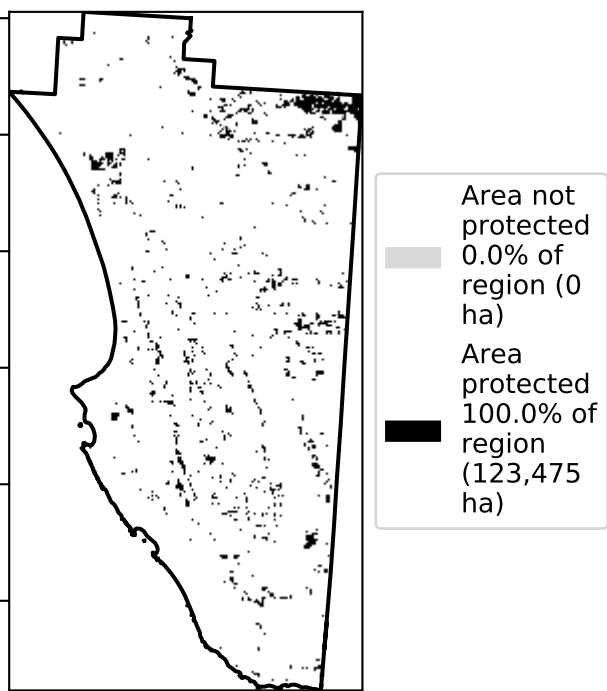 Area not
protected
0.0% of
region (0
ha)
Area
protected
100.0% of
region
(123,475
ha)